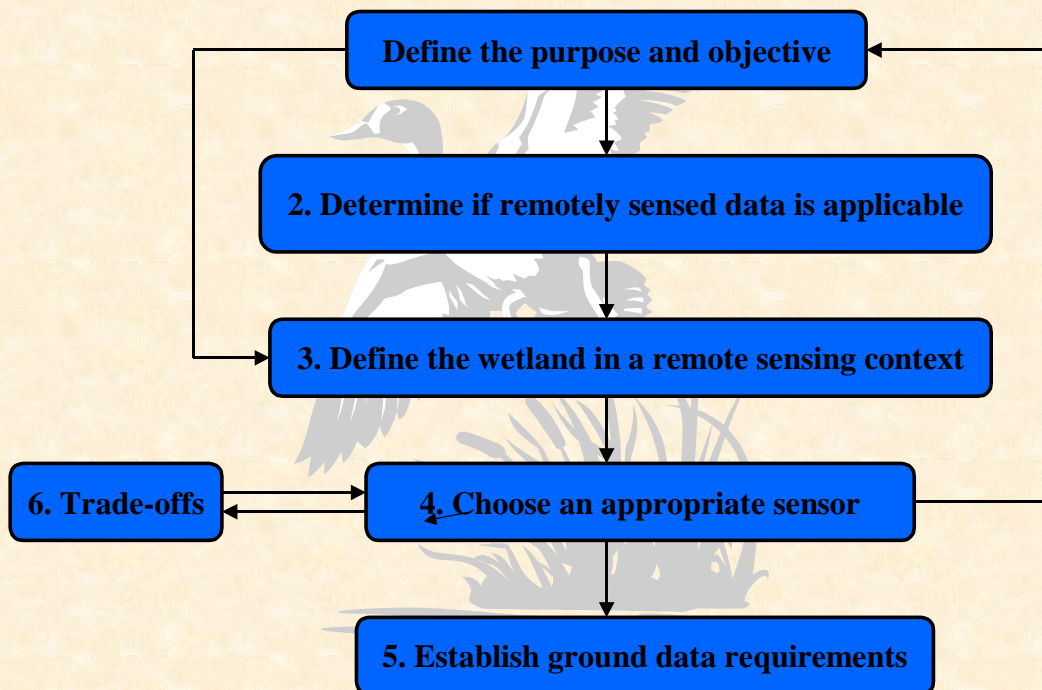 Define the purpose and objective
2. Determine if remotely sensed data is applicable
3. Define the wetland in a remote sensing context
6. Trade-offs
4. Choose an appropriate sensor
5. Establish ground data requirements